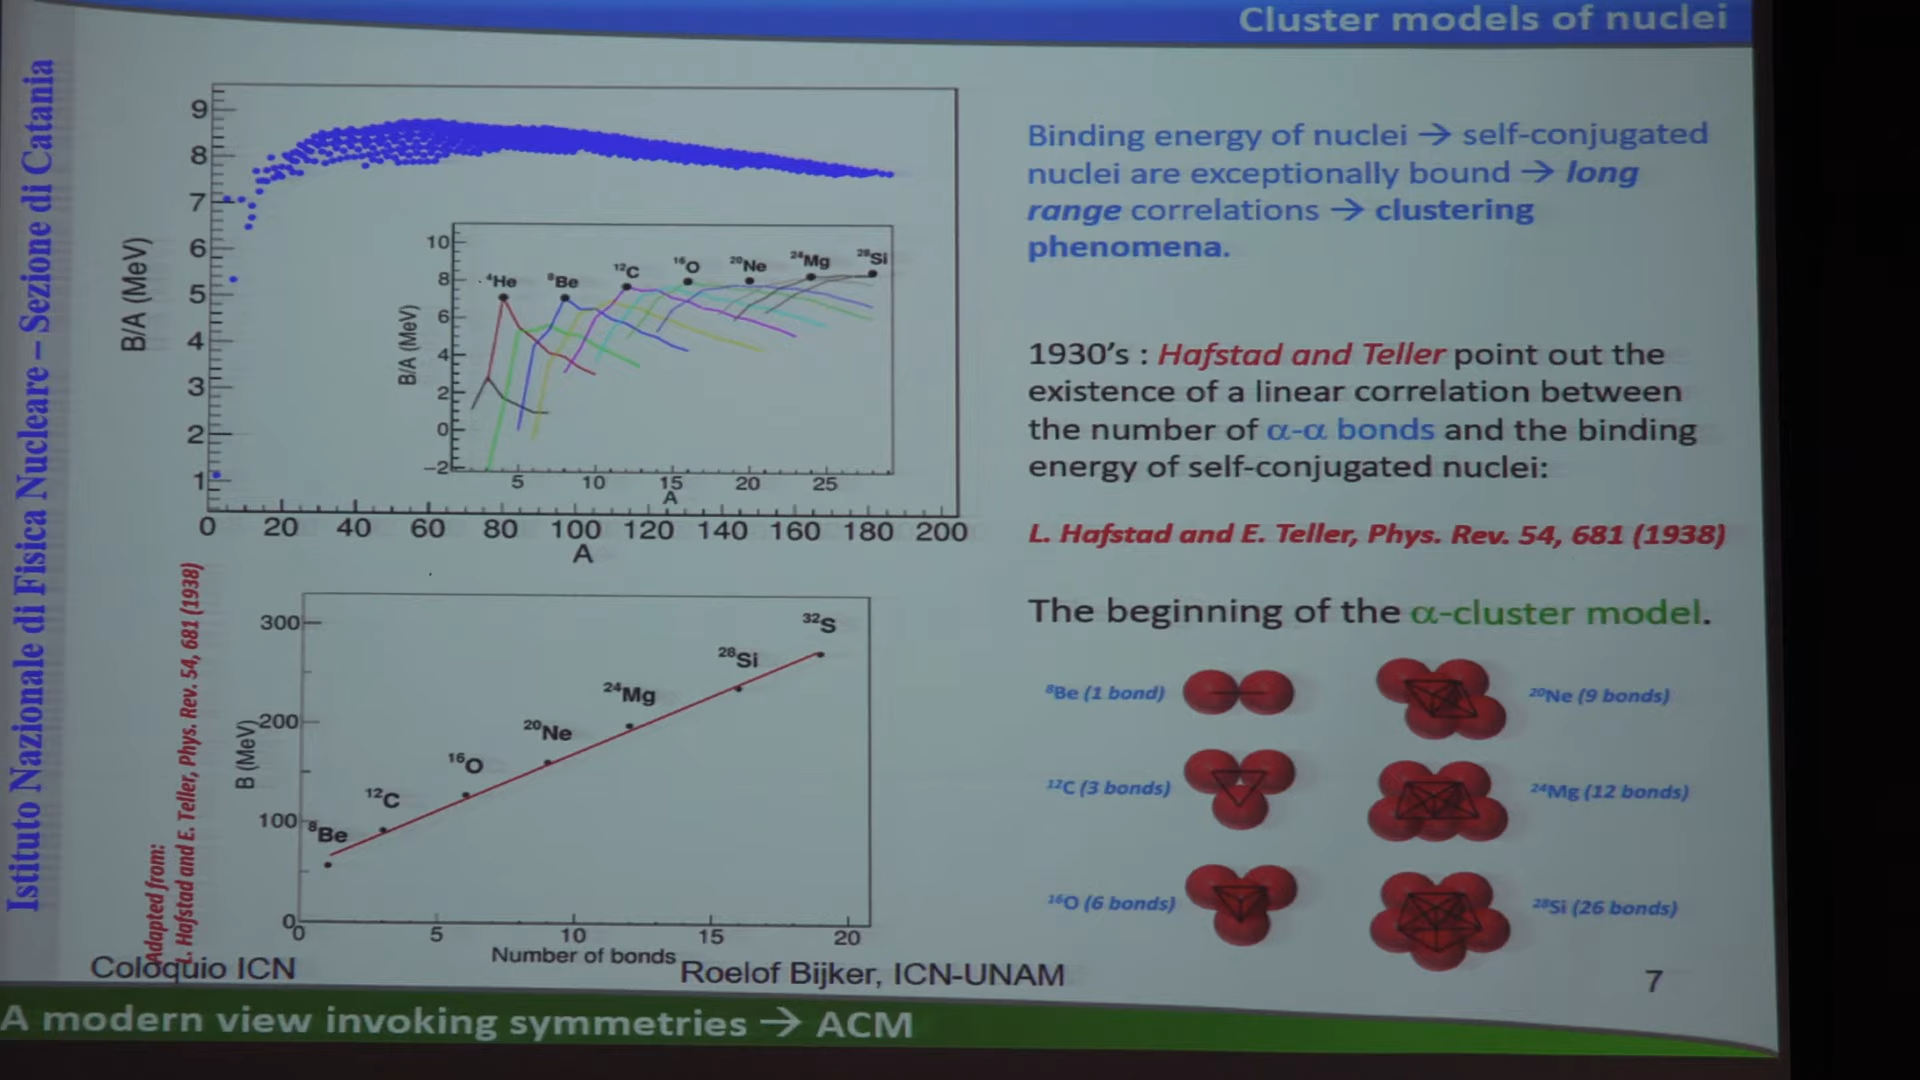 Cluster models of nuclei
Istituto Nazionale di Fisica Nucleare – Sezione di Catania
9
8
7
6
5
4
3
2
1
B/A (MeV)
0 20 40 60 80 100 120 140 160 180 200
A
10
8
6
4
2
0
−2
B/A (MeV)
⁴He ⁸Be ¹²C ¹⁶O ²⁰Ne ²⁴Mg ²⁸Si
5 10 15 20 25
A
Binding energy of nuclei → self-conjugated
nuclei are exceptionally bound → long
range correlations → clustering
phenomena.
1930’s : Hafstad and Teller point out the
existence of a linear correlation between
the number of α-α bonds and the binding
energy of self-conjugated nuclei:
L. Hafstad and E. Teller, Phys. Rev. 54, 681 (1938)
The beginning of the α-cluster model.
Adapted from:
L. Hafstad and E. Teller, Phys. Rev. 54, 681 (1938)
300
200
100
0
B (MeV)
⁸Be
¹²C
¹⁶O
²⁰Ne
²⁴Mg
²⁸Si
³²S
0 5 10 15 20
Number of bonds
⁸Be (1 bond)
²⁰Ne (9 bonds)
¹²C (3 bonds)
²⁴Mg (12 bonds)
¹⁶O (6 bonds)
²⁸Si (26 bonds)
Coloquio ICN
Roelof Bijker, ICN-UNAM
7
A modern view invoking symmetries → ACM